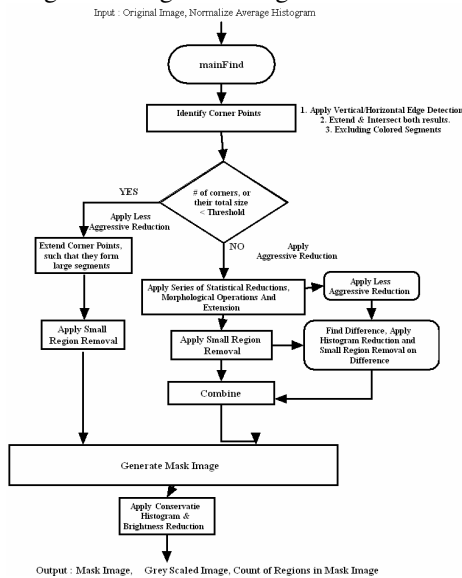 Input : Original Image, Normalize Average Histogram
mainFind
Identify Corner Points
1. Apply Vertical/Horizontal Edge Detection
2. Extend & Intersect both results.
3. Excluding Colored Segments
# of corners, or
their total size
< Threshold
YES
Apply Less
Aggressive Reduction
Extend Corner Points,
such that they form
large segments
Apply Small
Region Removal
NO
Apply
Aggressive Reduction
Apply Series of Statistical Reductions,
Morphological Operations And
Extension
Apply Less
Aggressive Reduction
Apply Small Region
Removal
Find Difference, Apply
Histogram Reduction and
Small Region Removal on
Difference
Combine
Generate Mask Image
Apply Conservatie
Histogram &
Brightness Reduction
Output : Mask Image, Grey Scaled Image, Count of Regions in Mask Image